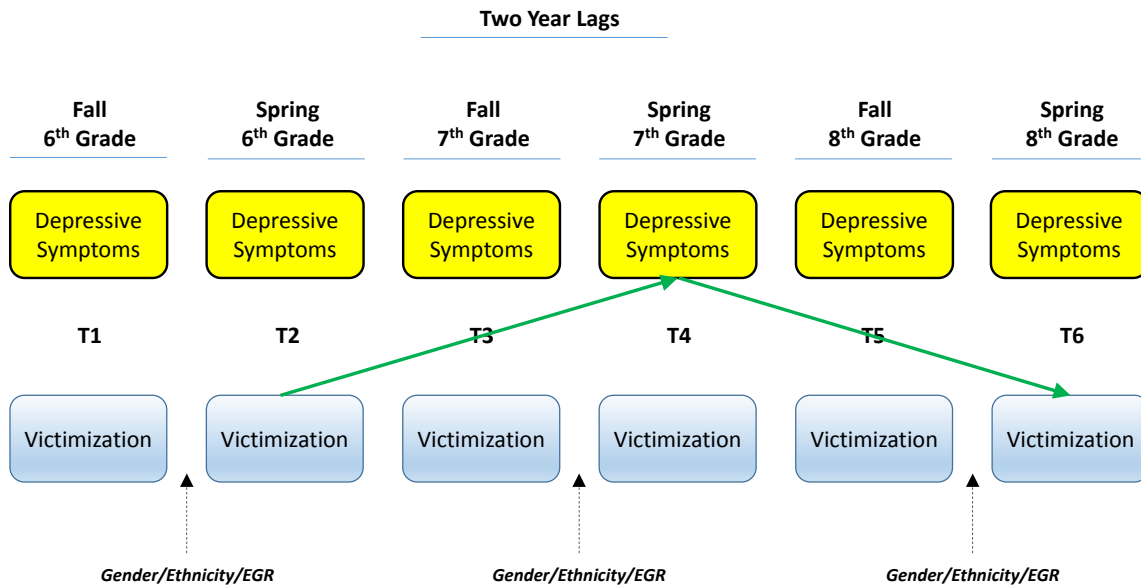 Two Year Lags
Fall
6th Grade
Spring
6th Grade
Fall
7th Grade
Spring
7th Grade
Fall
8th Grade
Spring
8th Grade
Depressive
Symptoms
Depressive
Symptoms
Depressive
Symptoms
Depressive
Symptoms
Depressive
Symptoms
Depressive
Symptoms
T1
T2
T3
T4
T5
T6
Victimization
Victimization
Victimization
Victimization
Victimization
Victimization
Gender/Ethnicity/EGR
Gender/Ethnicity/EGR
Gender/Ethnicity/EGR